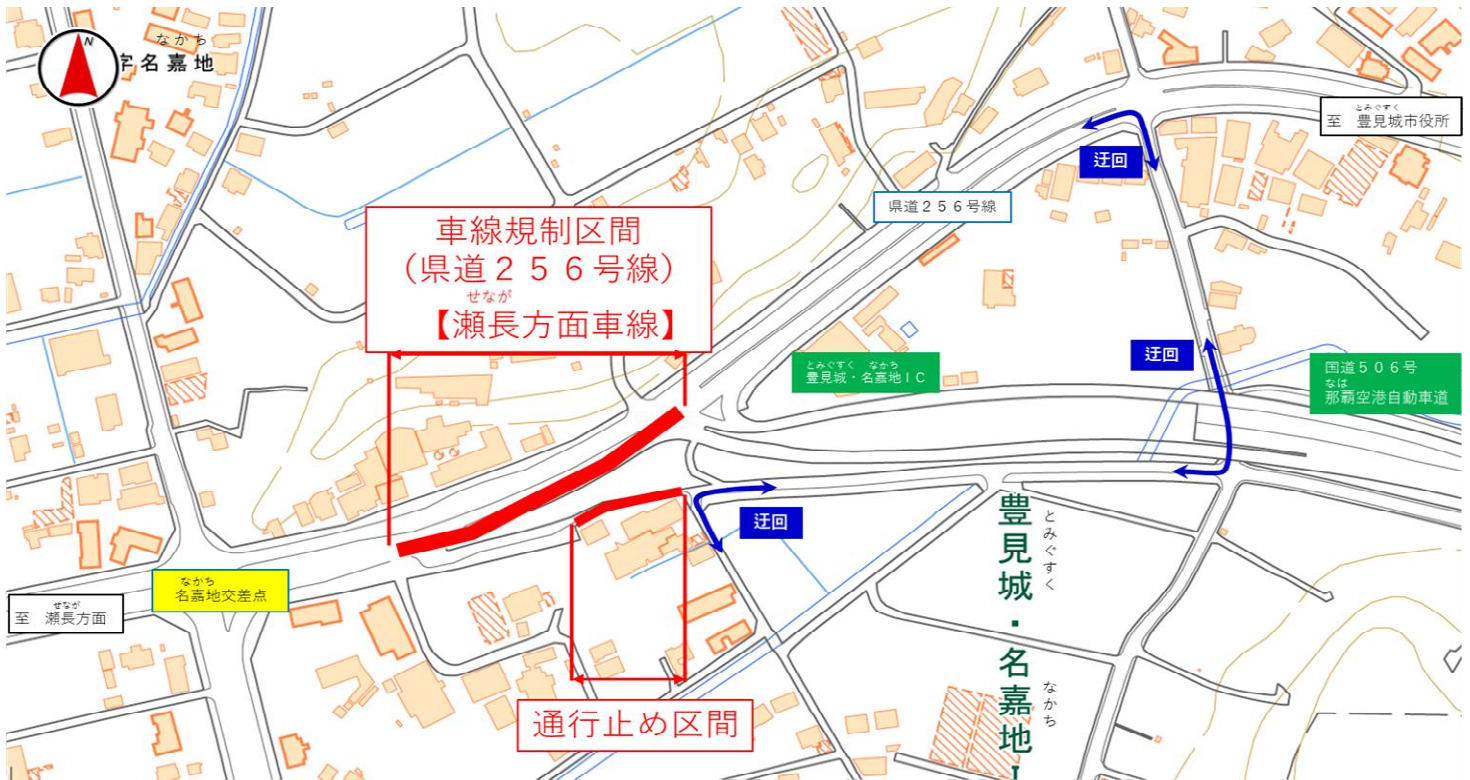 N
なかち
字名嘉地
とみぐすく
至 豊見城市役所
迂回
県道256号線
車線規制区間
(県道256号線)
せなが
【瀬長方面車線】
迂回
とみぐすく なかち
豊見城・名嘉地IC
国道506号
なは
那覇空港自動車道
迂回
なかち
名嘉地交差点
せなが
至 瀬長方面
通行止め区間
とみぐすく
なかち
豊見城・名嘉地I